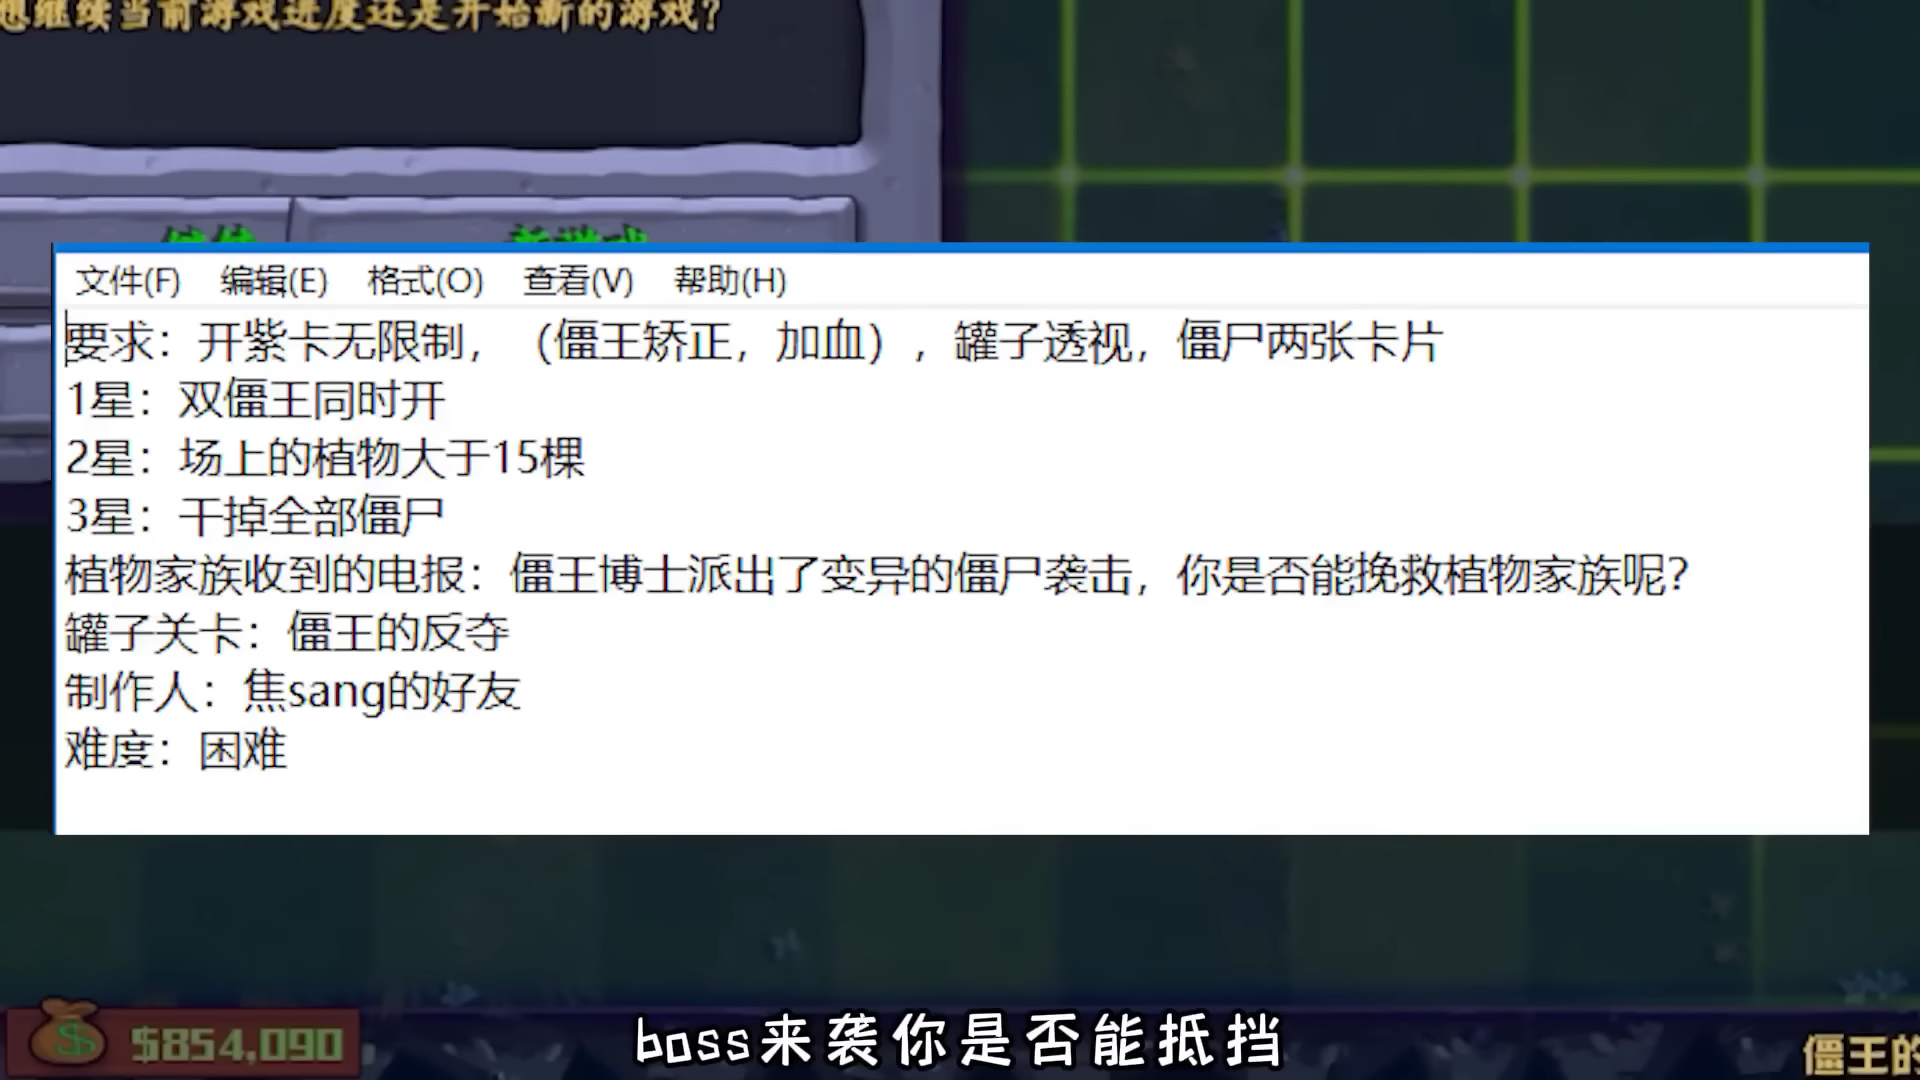 想继续当前游戏进度还是开始新的游戏？
继续 新游戏
文件(F) 编辑(E) 格式(O) 查看(V) 帮助(H)
要求：开紫卡无限制，（僵王矫正，加血），罐子透视，僵尸两张卡片
1星：双僵王同时开
2星：场上的植物大于15棵
3星：干掉全部僵尸
植物家族收到的电报：僵王博士派出了变异的僵尸袭击，你是否能挽救植物家族呢？
罐子关卡：僵王的反夺
制作人：焦sang的好友
难度：困难
boss来袭你是否能抵挡
$854,090
僵王的